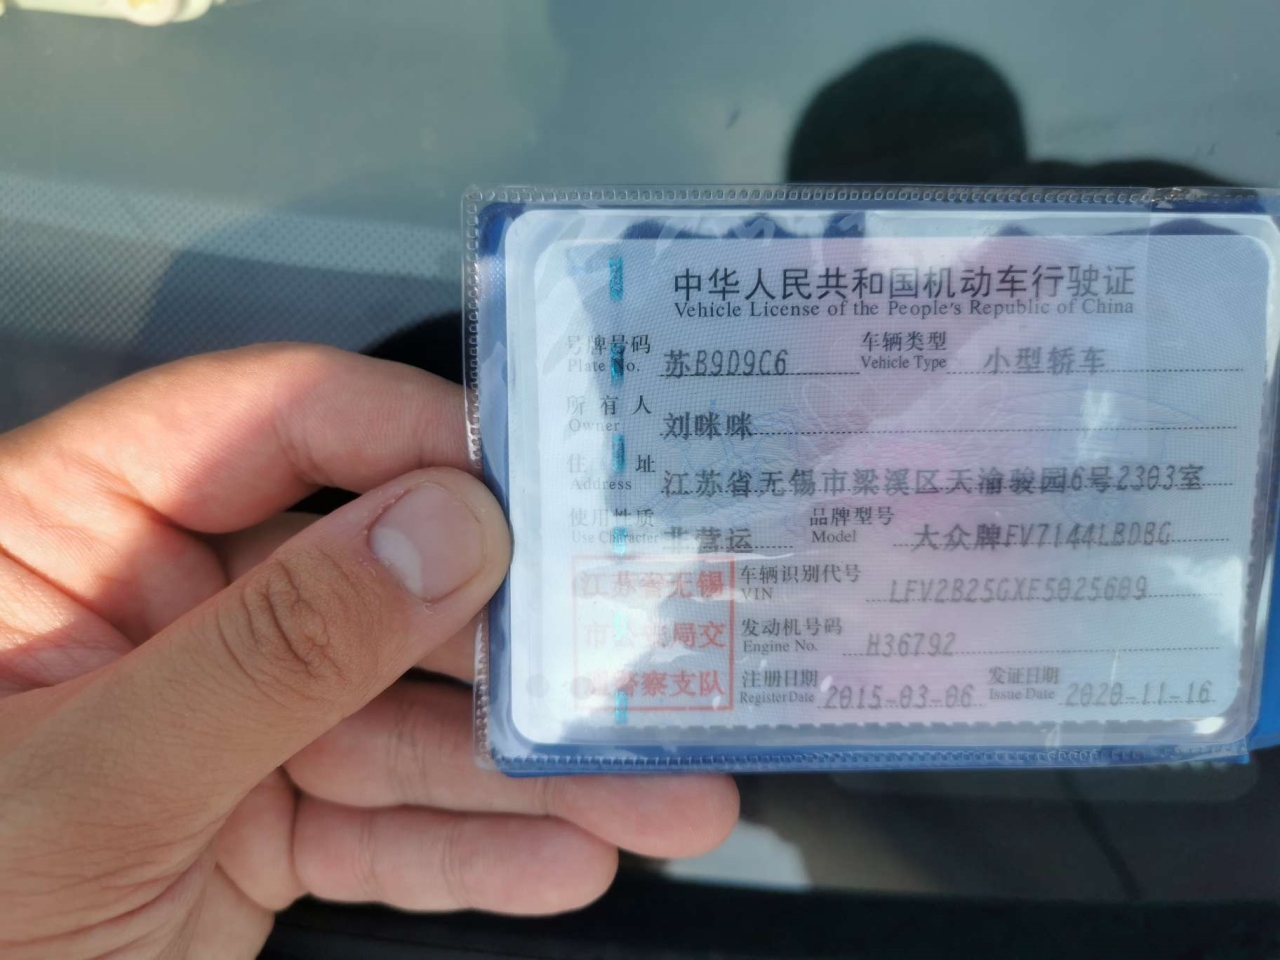 中华人民共和国机动车行驶证
Vehicle License of the People's Republic of China
号牌号码 苏B9D9C6 车辆类型 小型轿车
Plate No. Vehicle Type
所有人 刘咪咪
Owner
住址 江苏省无锡市梁溪区天渝骏园6号2303室
Address
使用性质 非营运 品牌型号 大众牌FV7144LBDBG
Use Character Model
江苏省无锡 车辆识别代号 LFV2B25GXF5025609
VIN
市公安局交 发动机号码 H36792
Engine No.
通警察支队 注册日期 2015-03-06 发证日期 2020-11-16
Register Date Issue Date